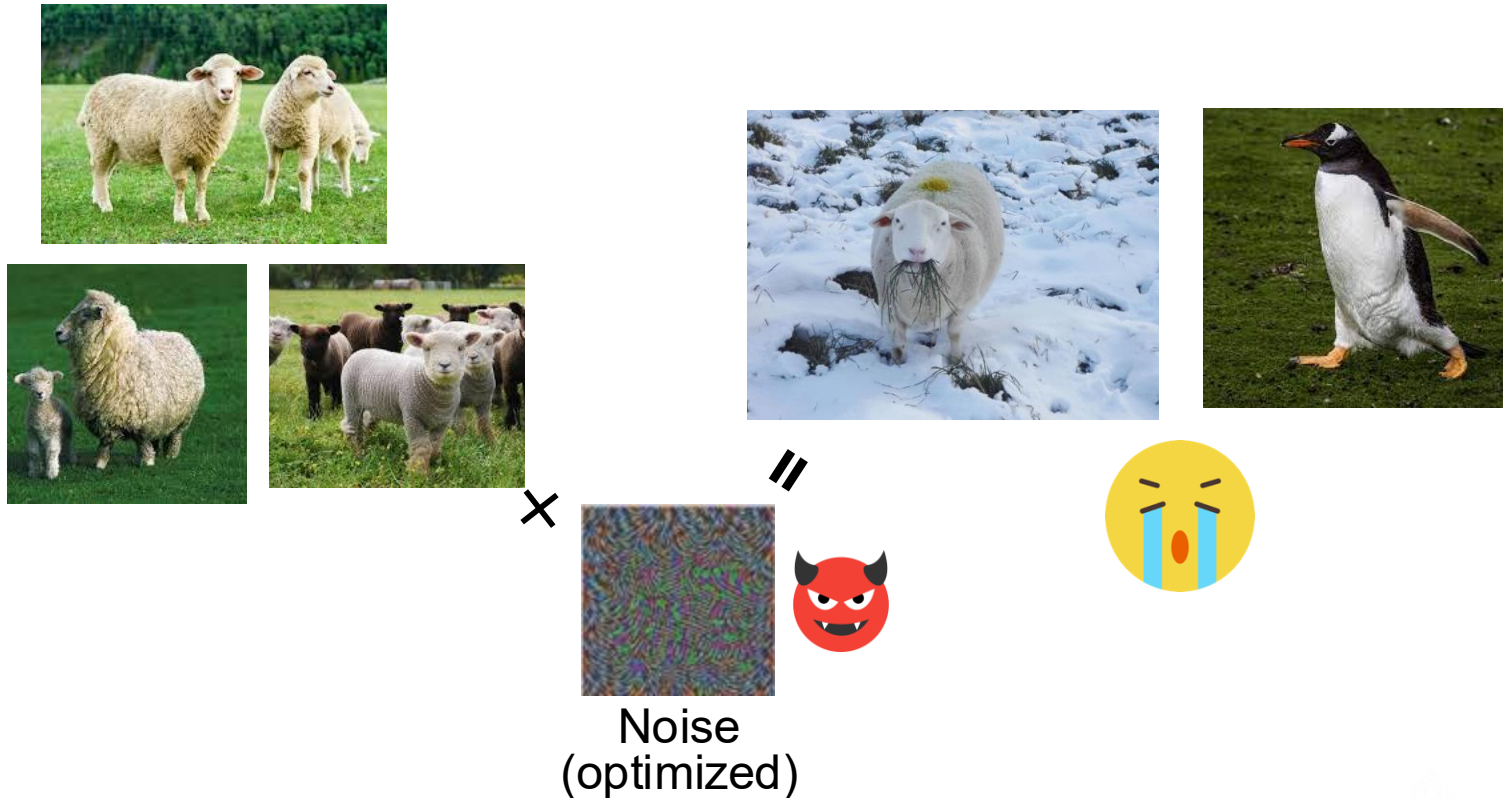 ×
=
Noise
(optimized)